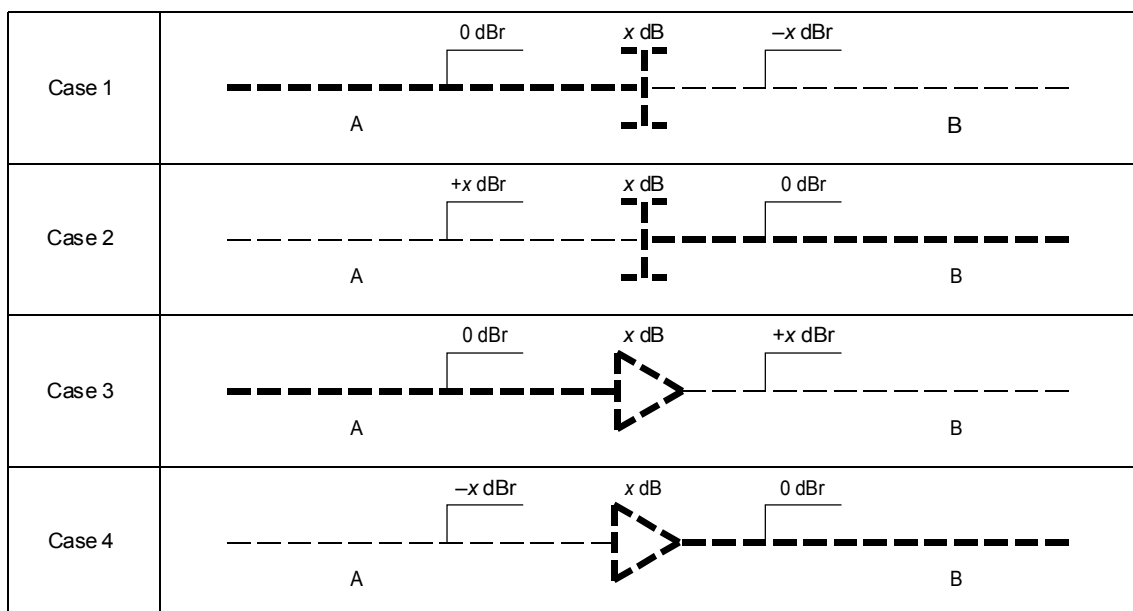 0 dBr x dB –x dBr
Case 1
A B
+x dBr x dB 0 dBr
Case 2
A B
0 dBr x dB +x dBr
Case 3
A B
–x dBr x dB 0 dBr
Case 4
A B